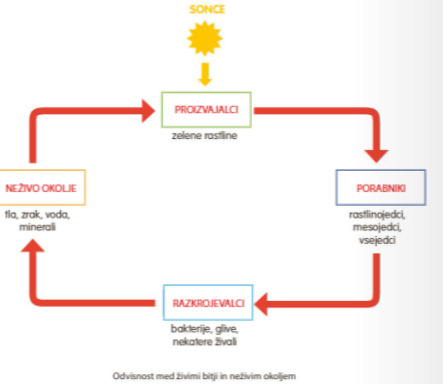 SONCE
PROIZVAJALCI
zelene rastline
NEŽIVO OKOLJE
tla, zrak, voda,
minerali
PORABNIKI
rastlinojedci,
mesojedci,
vsejedci
RAZKROJEVALCI
bakterije, glive,
nekatere živali
Odvisnost med živimi bitji in neživim okoljem